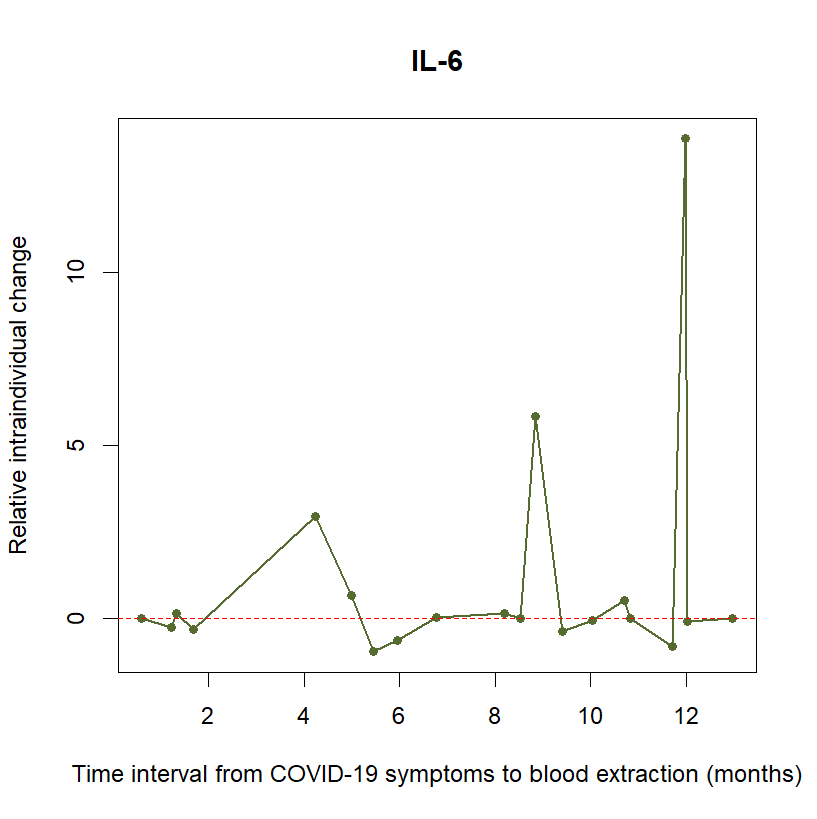 IL-6
Relative intraindividual change
10
5
0
2 4 6 8 10 12
Time interval from COVID-19 symptoms to blood extraction (months)